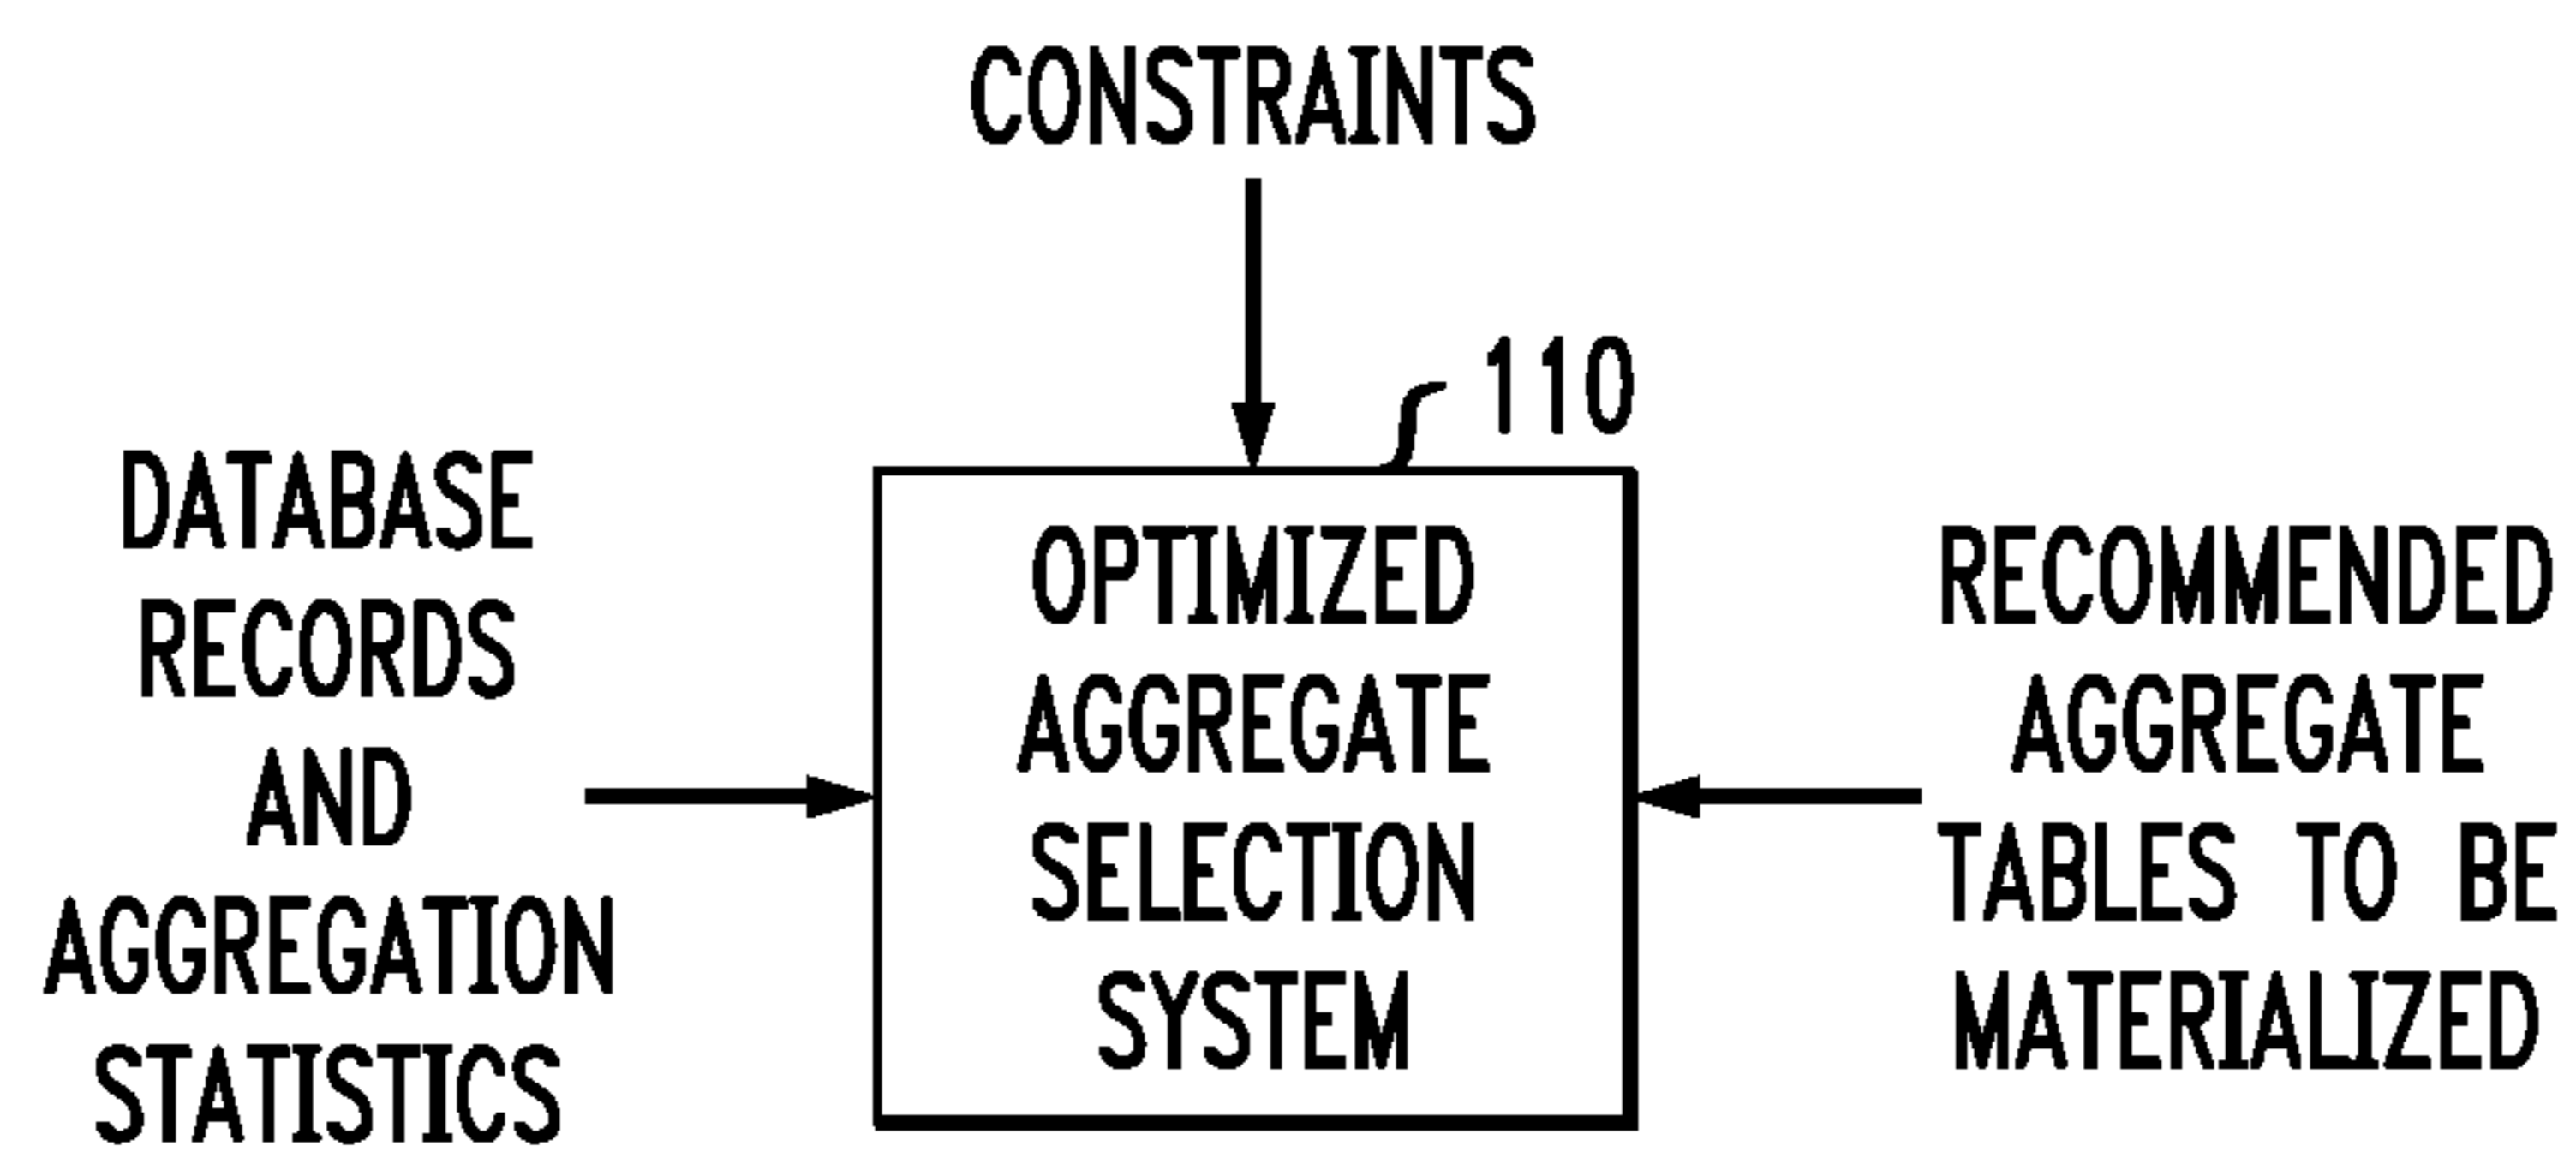 CONSTRAINTS
110
DATABASE
RECORDS
AND
AGGREGATION
STATISTICS
OPTIMIZED
AGGREGATE
SELECTION
SYSTEM
RECOMMENDED
AGGREGATE
TABLES TO BE
MATERIALIZED